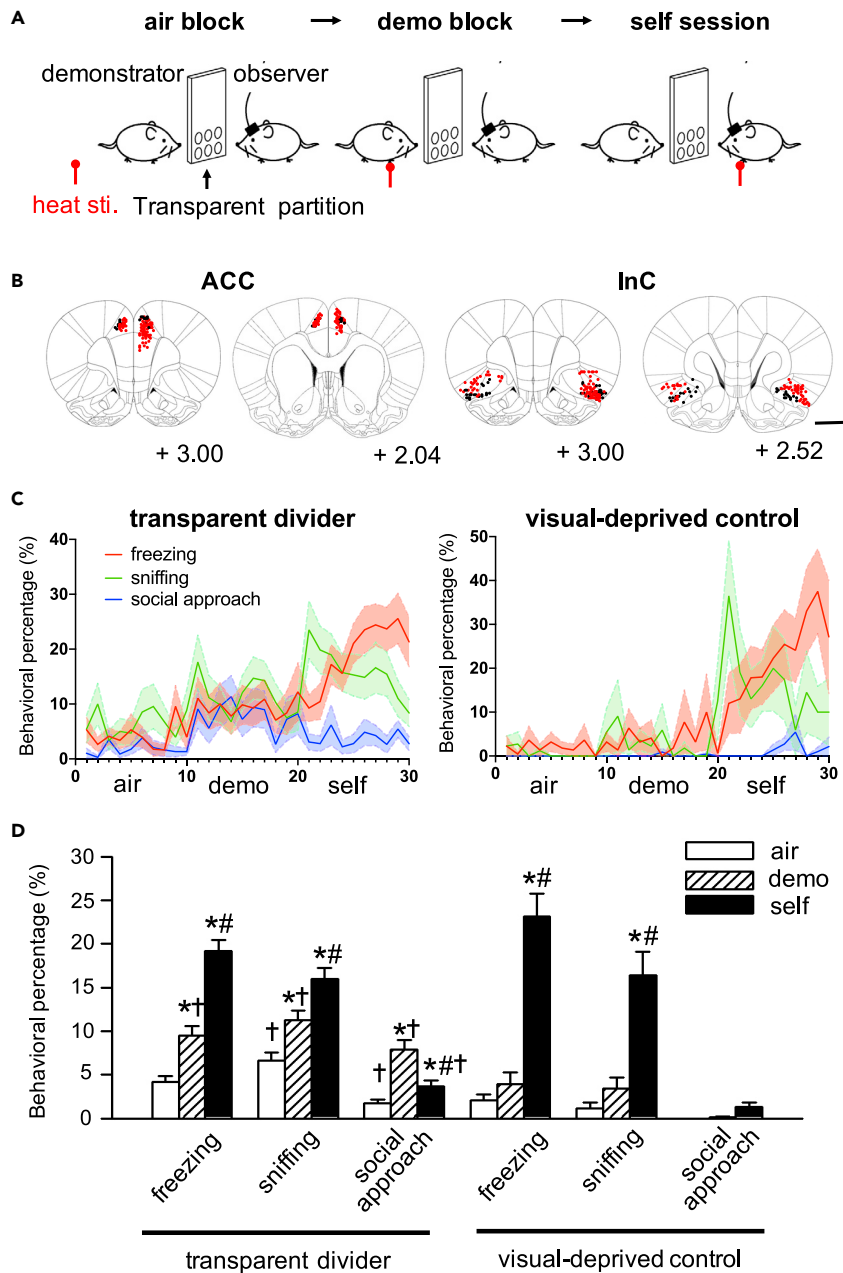 A
air block → demo block → self session
demonstrator observer
heat sti. Transparent partition
B
ACC InC
+ 3.00 + 2.04 + 3.00 + 2.52
C
transparent divider
Behavioral percentage (%)
40
30
20
10
0
freezing
sniffing
social approach
0 10 20 30
air demo self
visual-deprived control
Behavioral percentage (%)
50
40
30
20
10
0
0 10 20 30
air demo self
D
Behavioral percentage (%)
30
25
20
15
10
5
0
air
demo
self
*† *#
† *† *#
† *† *#†
*#
*#
freezing sniffing social approach freezing sniffing social approach
transparent divider visual-deprived control